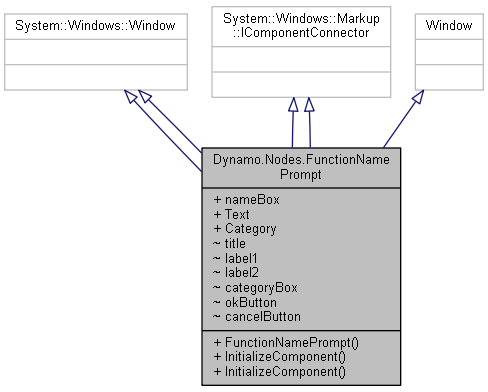 System::Windows::Window
System::Windows::Markup
::IComponentConnector
Window
Dynamo.Nodes.FunctionName
Prompt
+ nameBox
+ Text
+ Category
~ title
~ label1
~ label2
~ categoryBox
~ okButton
~ cancelButton
+ FunctionNamePrompt()
+ InitializeComponent()
+ InitializeComponent()